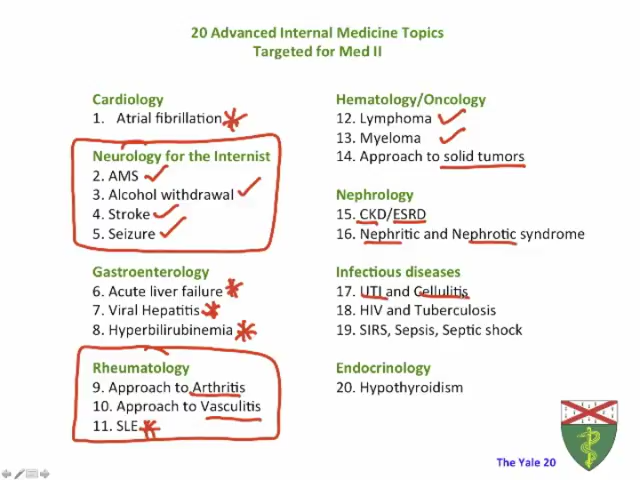 20 Advanced Internal Medicine Topics
Targeted for Med II
Cardiology
1. Atrial fibrillation
Neurology for the Internist
2. AMS
3. Alcohol withdrawal
4. Stroke
5. Seizure
Gastroenterology
6. Acute liver failure
7. Viral Hepatitis
8. Hyperbilirubinemia
Rheumatology
9. Approach to Arthritis
10. Approach to Vasculitis
11. SLE
Hematology/Oncology
12. Lymphoma
13. Myeloma
14. Approach to solid tumors
Nephrology
15. CKD/ESRD
16. Nephritic and Nephrotic syndrome
Infectious diseases
17. UTI and Cellulitis
18. HIV and Tuberculosis
19. SIRS, Sepsis, Septic shock
Endocrinology
20. Hypothyroidism
The Yale 20